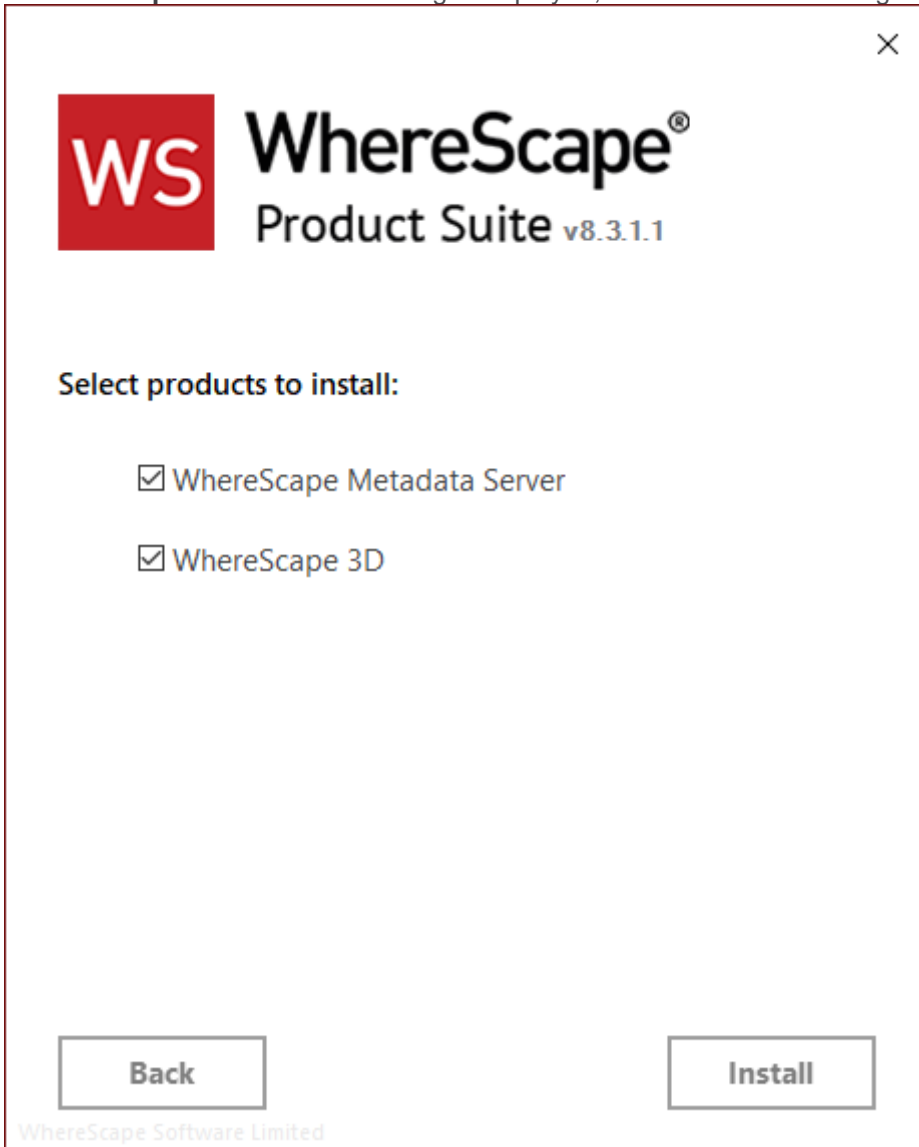 WS WhereScape®
Product Suite v8.3.1.1
Select products to install:
WhereScape Metadata Server
WhereScape 3D
Back Install
WhereScape Software Limited